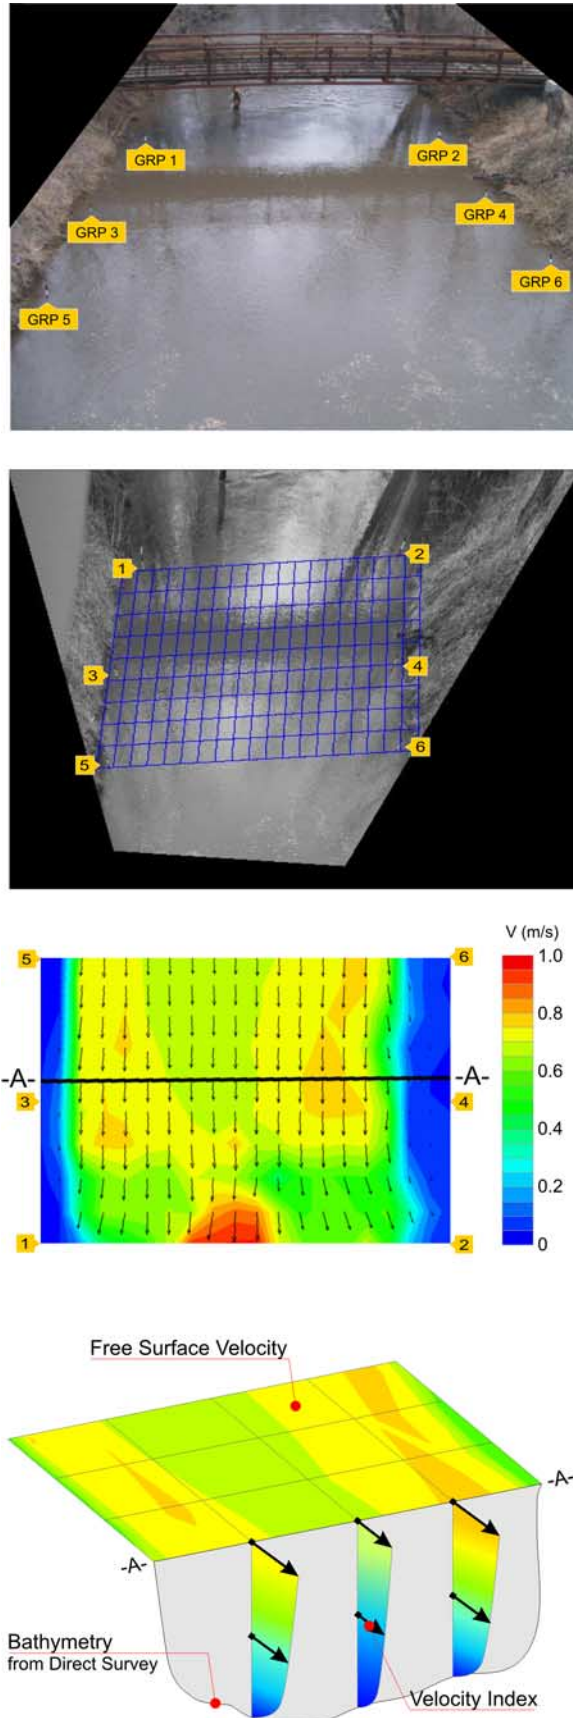 GRP 1
GRP 2
GRP 3
GRP 4
GRP 5
GRP 6
1
2
3
4
5
6
V (m/s)
5
6
1.0
0.8
-A-
-A-
0.6
3
4
0.4
0.2
1
2
0
Free Surface Velocity
-A-
-A-
Bathymetry
from Direct Survey
Velocity Index